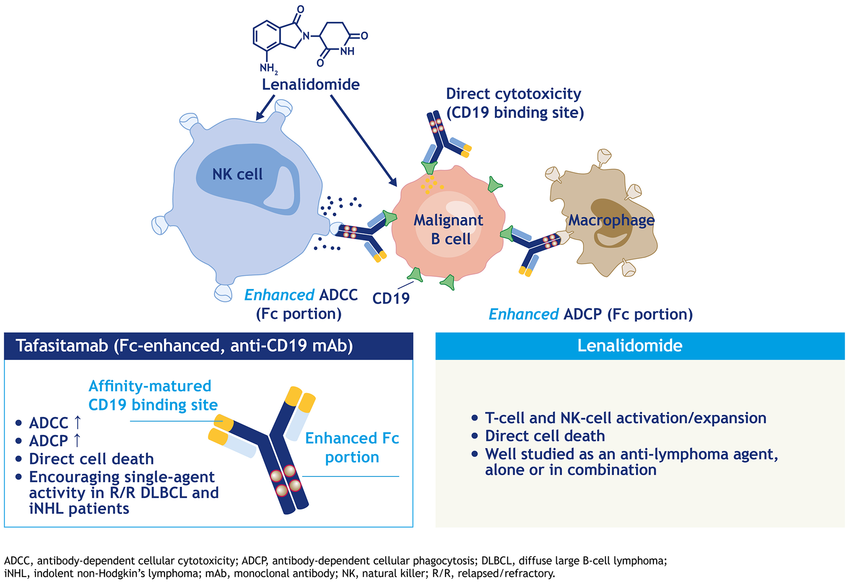 O
N
O
NH
O
NH2
Lenalidomide
Direct cytotoxicity
(CD19 binding site)
NK cell
Malignant
B cell
Macrophage
Enhanced ADCC
(Fc portion)
CD19
Enhanced ADCP (Fc portion)
Tafasitamab (Fc-enhanced, anti-CD19 mAb)
Affinity-matured
CD19 binding site
• ADCC ↑
• ADCP ↑
• Direct cell death
• Encouraging single-agent
activity in R/R DLBCL and
iNHL patients
Enhanced Fc
portion
Lenalidomide
• T-cell and NK-cell activation/expansion
• Direct cell death
• Well studied as an anti-lymphoma agent,
alone or in combination
ADCC, antibody-dependent cellular cytotoxicity; ADCP, antibody-dependent cellular phagocytosis; DLBCL, diffuse large B-cell lymphoma;
iNHL, indolent non-Hodgkin's lymphoma; mAb, monoclonal antibody; NK, natural killer; R/R, relapsed/refractory.